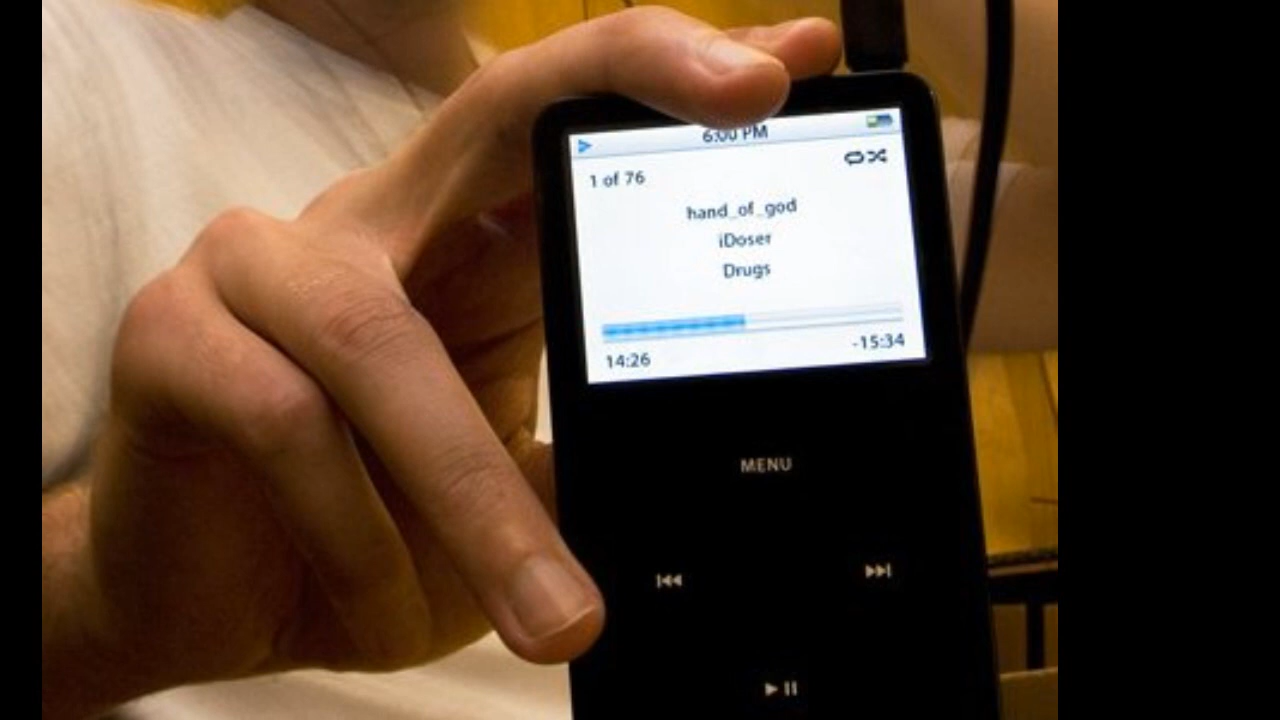 6:00 PM
1 of 76
hand_of_god
iDoser
Drugs
14:26 -15:34
MENU